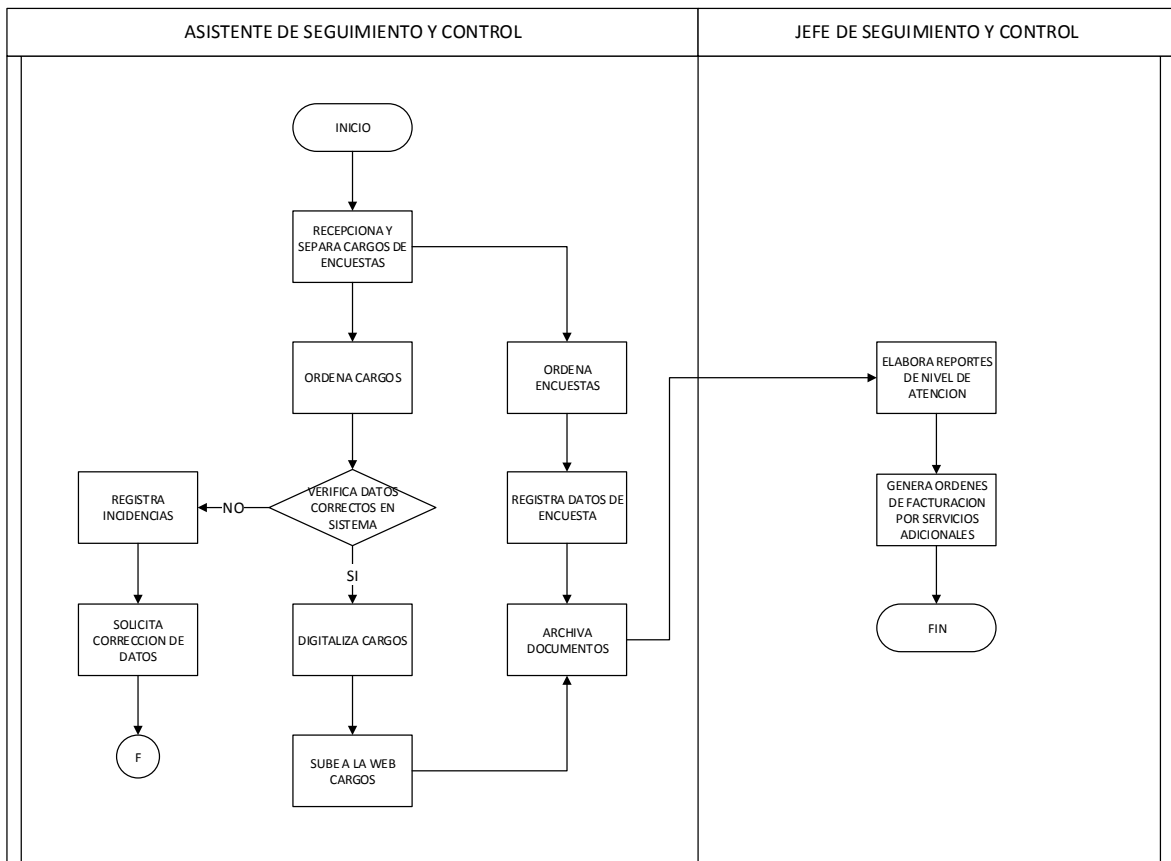 ASISTENTE DE SEGUIMIENTO Y CONTROL
JEFE DE SEGUIMIENTO Y CONTROL
INICIO
RECEPCIONA Y
SEPARA CARGOS DE
ENCUESTAS
ORDENA CARGOS
ORDENA
ENCUESTAS
ELABORA REPORTES
DE NIVEL DE
ATENCION
REGISTRA
INCIDENCIAS
NO
VERIFICA DATOS
CORRECTOS EN
SISTEMA
REGISTRA DATOS DE
ENCUESTA
GENERA ORDENES
DE FACTURACION
POR SERVICIOS
ADICIONALES
SI
SOLICITA
CORRECCION DE
DATOS
DIGITALIZA CARGOS
ARCHIVA
DOCUMENTOS
FIN
F
SUBE A LA WEB
CARGOS